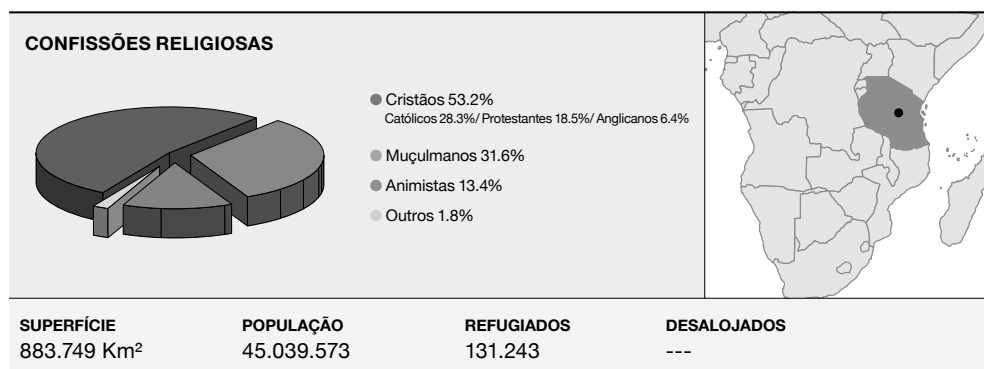 CONFISSÕES RELIGIOSAS
Cristãos 53.2%
Católicos 28.3%/ Protestantes 18.5%/ Anglicanos 6.4%
Muçulmanos 31.6%
Animistas 13.4%
Outros 1.8%
SUPERFÍCIE POPULAÇÃO REFUGIADOS DESALOJADOS
883.749 Km² 45.039.573 131.243 ---